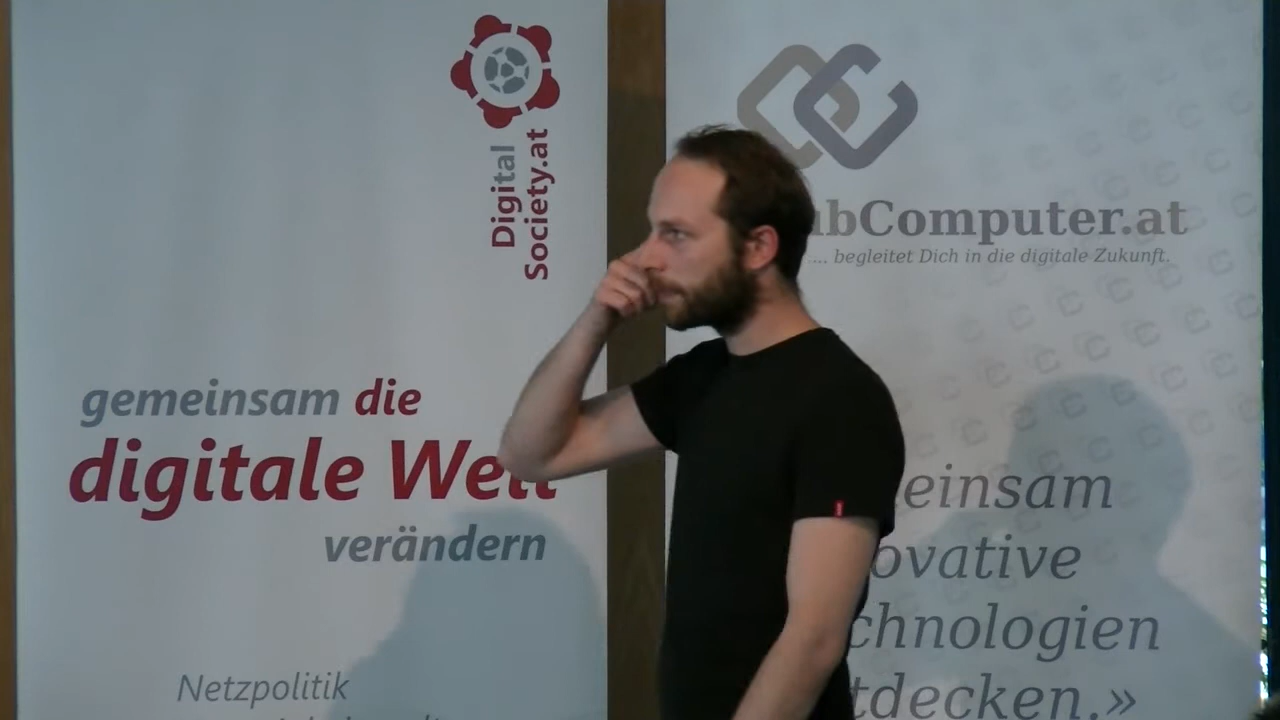 Digital
Society.at
gemeinsam die
digitale Welt
verändern
Netzpolitik
ubComputer.at
... begleitet Dich in die digitale Zukunft.
einsam
ovative
chnologien
tdecken.»